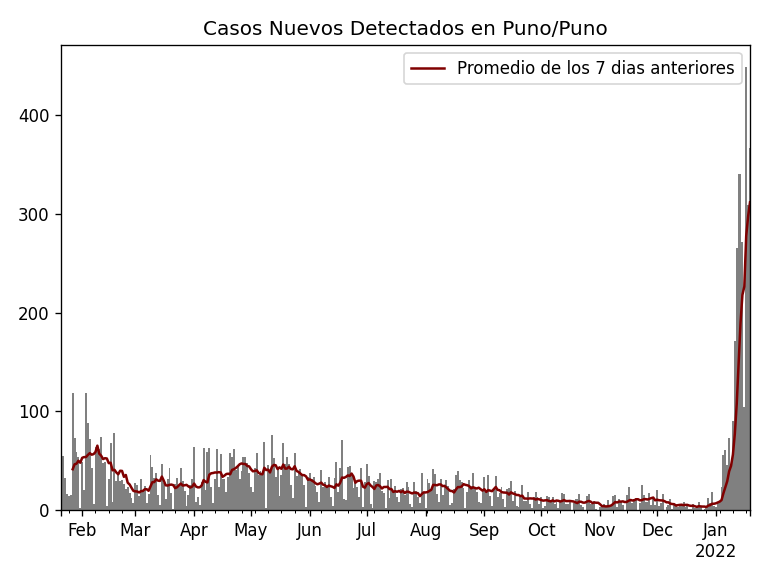 Casos Nuevos Detectados en Puno/Puno
Promedio de los 7 dias anteriores
400
300
200
100
0
Feb Mar Apr May Jun Jul Aug Sep Oct Nov Dec Jan
2022